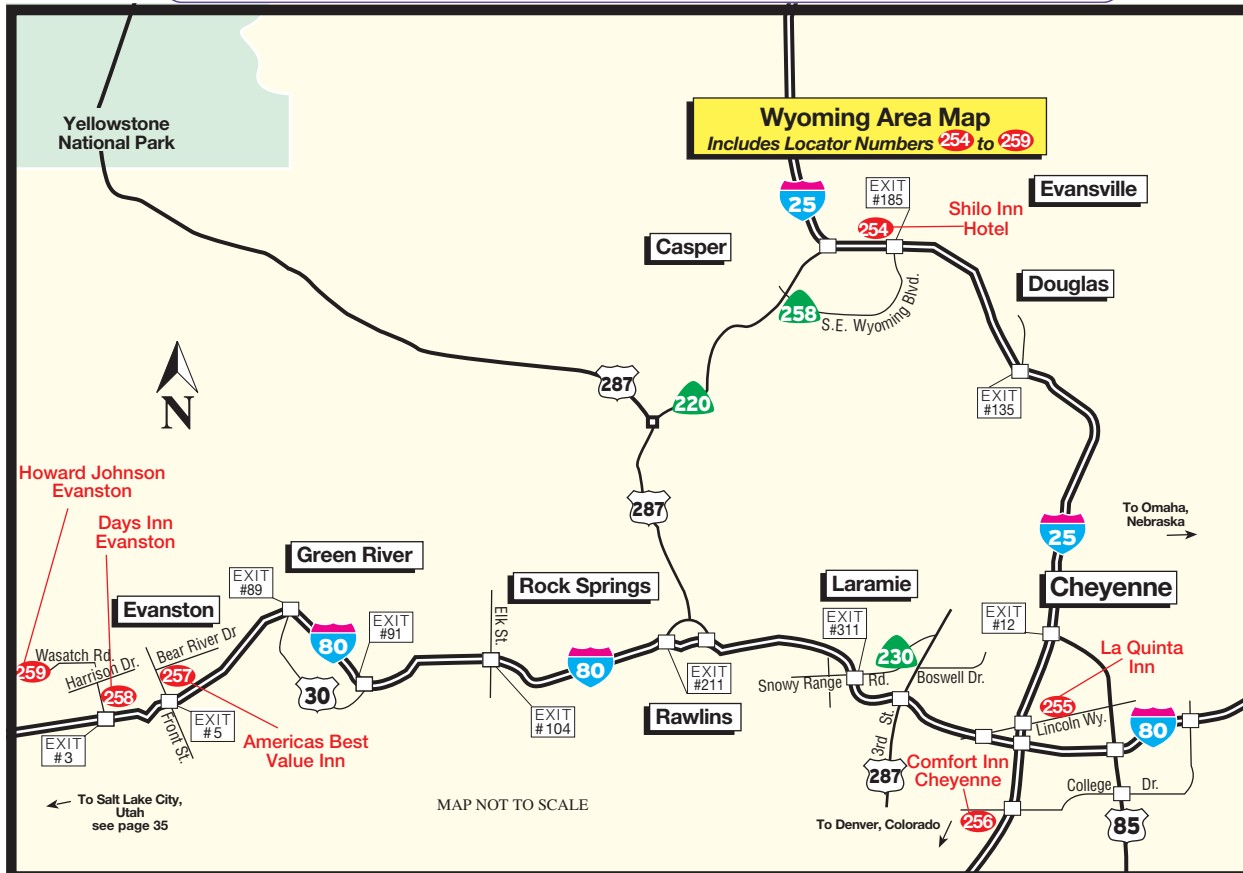 Yellowstone
National Park
Wyoming Area Map
Includes Locator Numbers 254 to 259
25
EXIT
#185
Evansville
254
Shilo Inn
Hotel
Casper
Douglas
258
S.E. Wyoming Blvd.
N
287
220
EXIT
#135
Howard Johnson
Evanston
Days Inn
Evanston
287
To Omaha,
Nebraska
25
Green River
EXIT
#89
Evanston
Rock Springs
Elk St.
Laramie
Cheyenne
EXIT
#311
EXIT
#12
80
EXIT
#91
Wasatch Rd.
259
Harrison Dr.
258
Bear River Dr
257
30
80
EXIT
#211
230
Snowy Range Rd.
Boswell Dr.
La Quinta
Inn
255
Lincoln Wy.
80
EXIT
#3
Front St.
EXIT
#5
EXIT
#104
Rawlins
3rd St.
287
Americas Best
Value Inn
Comfort Inn
Cheyenne
256
College Dr.
85
To Salt Lake City,
Utah
see page 35
MAP NOT TO SCALE
To Denver, Colorado